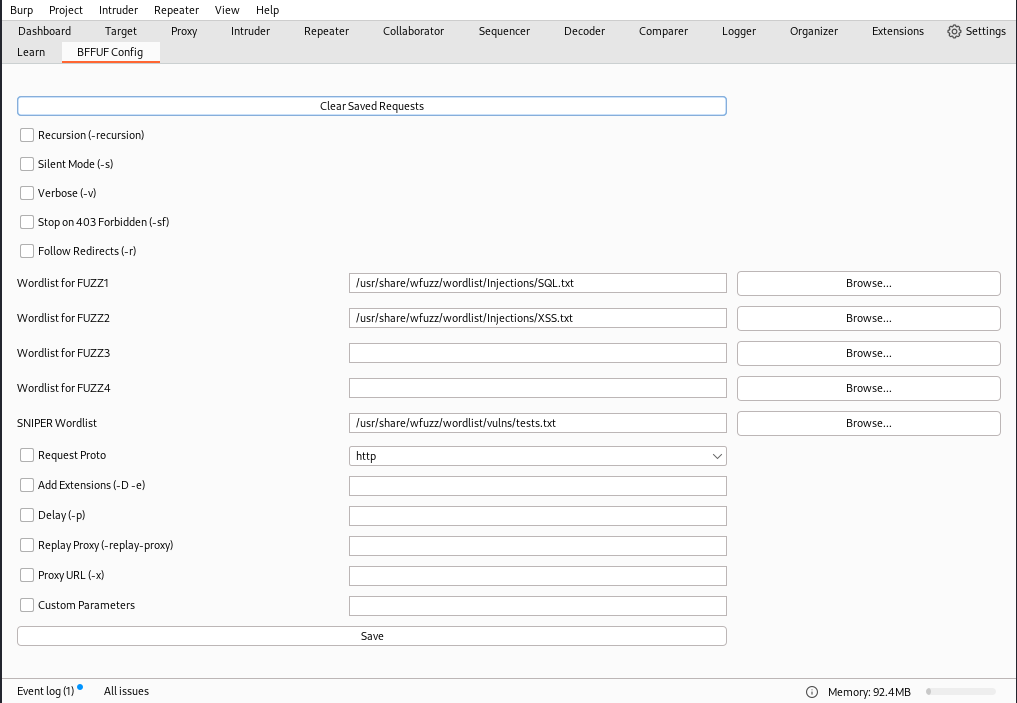 Burp Project Intruder Repeater View Help
Dashboard Target Proxy Intruder Repeater Collaborator Sequencer Decoder Comparer Logger Organizer Extensions Settings
Learn BFFUF Config
Clear Saved Requests
Recursion (-recursion)
Silent Mode (-s)
Verbose (-v)
Stop on 403 Forbidden (-sf)
Follow Redirects (-r)
Wordlist for FUZZ1 /usr/share/wfuzz/wordlist/Injections/SQL.txt Browse...
Wordlist for FUZZ2 /usr/share/wfuzz/wordlist/Injections/XSS.txt Browse...
Wordlist for FUZZ3 Browse...
Wordlist for FUZZ4 Browse...
SNIPER Wordlist /usr/share/wfuzz/wordlist/vulns/tests.txt Browse...
Request Proto http
Add Extensions (-D -e)
Delay (-p)
Replay Proxy (-replay-proxy)
Proxy URL (-x)
Custom Parameters
Save
Event log (1) All issues Memory: 92.4MB